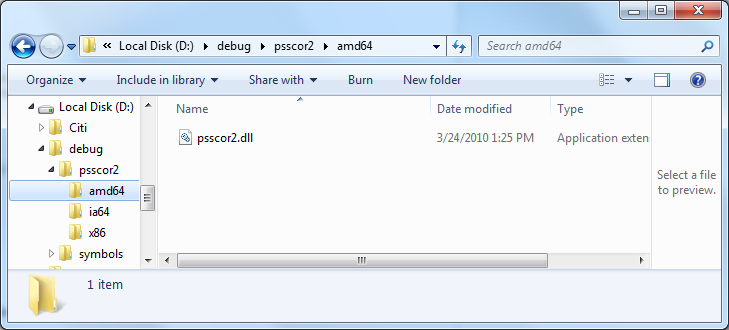 « Local Disk (D:) ▸ debug ▸ psscor2 ▸ amd64
Search amd64
Organize Include in library Share with Burn New folder
Local Disk (D:)
Citi
debug
psscor2
amd64
ia64
x86
symbols
Name Date modified Type
psscor2.dll 3/24/2010 1:25 PM Application exten
Select a file
to preview.
1 item